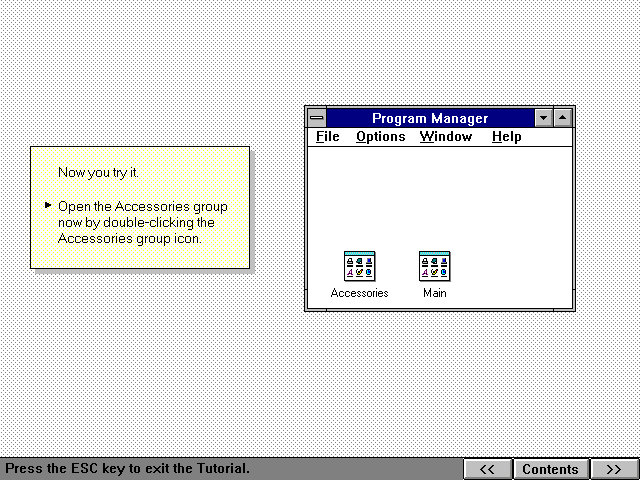 Program Manager
File Options Window Help
Now you try it.
Open the Accessories group
now by double-clicking the
Accessories group icon.
Accessories Main
Press the ESC key to exit the Tutorial.
<< Contents >>